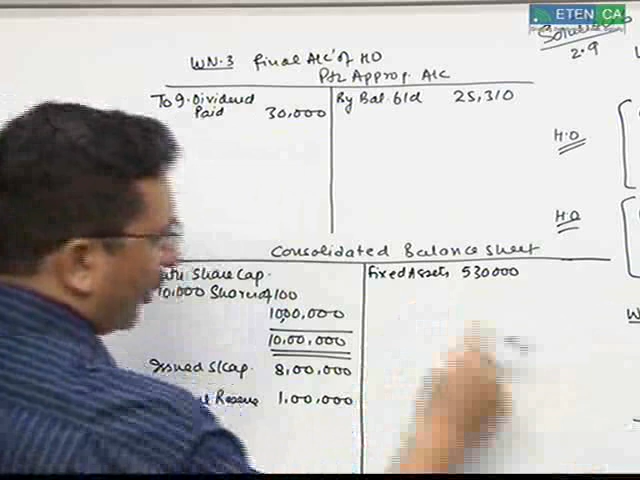 ETEN CA
2.9
WN.3 Final A/c's of HO
P&L Approp. A/c
To I. Dividend Paid 30,000
By Bal. b/d 25,310
H.O
H.O
Consolidated Balance Sheet
Share Cap.
10,000 Shares of 100
10,00,000
10,00,000
Issued S/Cap. 8,00,000
Reserve 1,00,000
Fixed Assets 530000